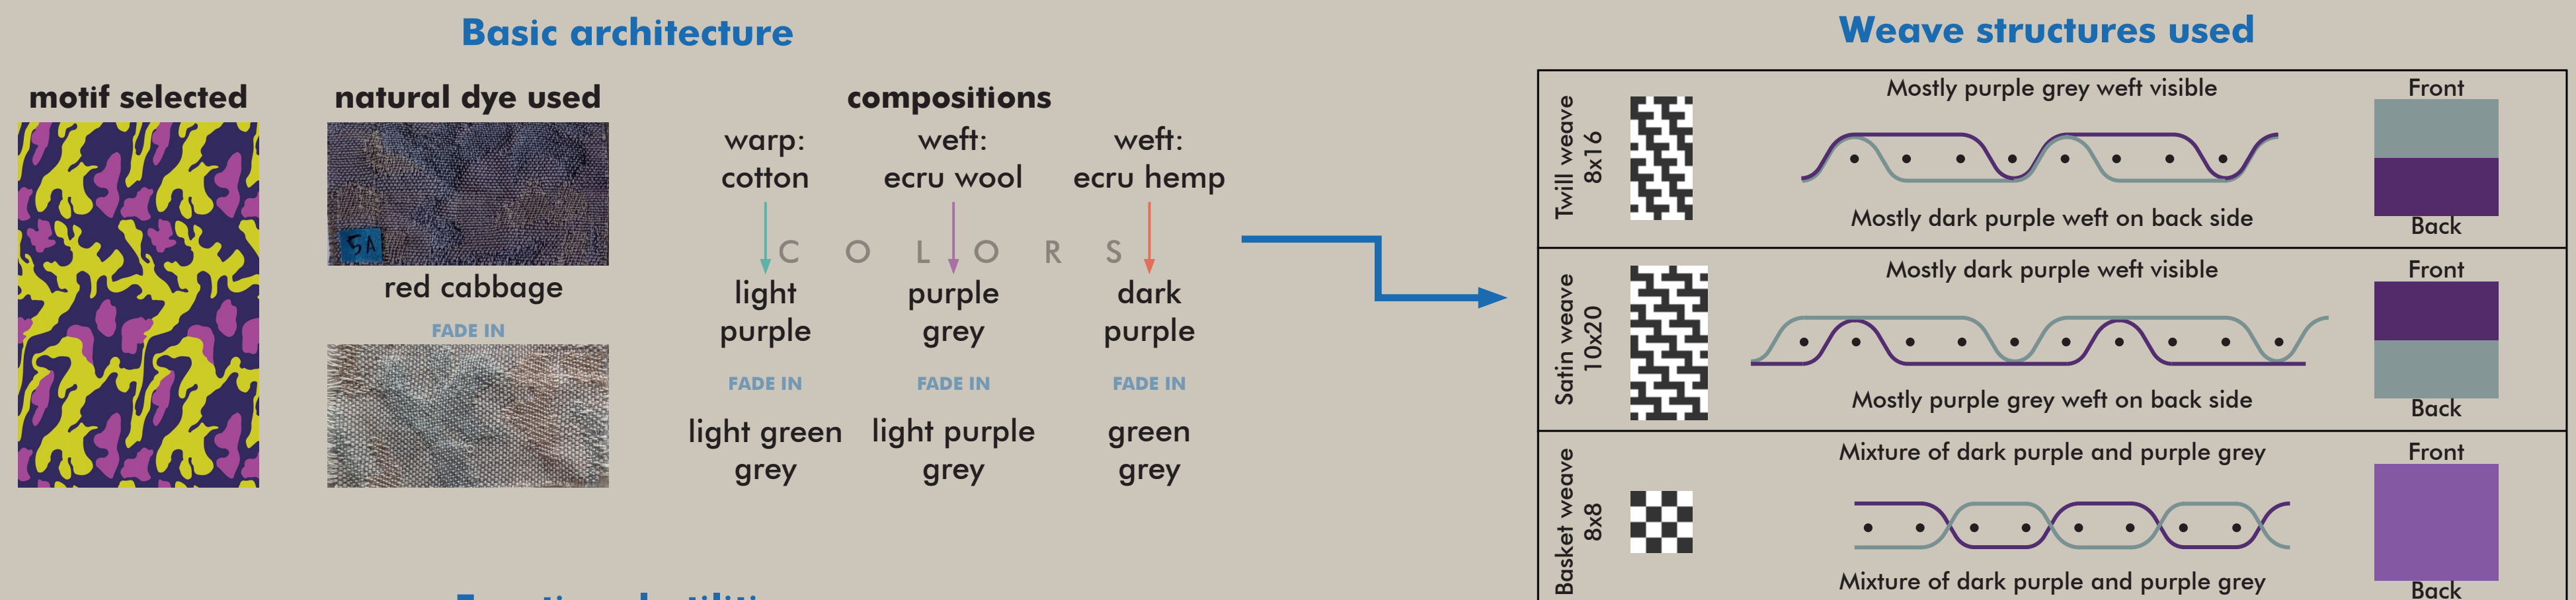 Basic architecture
motif selected
natural dye used
5A
red cabbage
FADE IN
compositions
warp:
cotton
weft:
ecru wool
weft:
ecru hemp
COLORS
light
purple
purple
grey
dark
purple
FADE IN
FADE IN
FADE IN
light green
grey
light purple
grey
green
grey
Weave structures used
Twill weave
8x16
Mostly purple grey weft visible
Mostly dark purple weft on back side
Front
Back
Satin weave
10x20
Mostly dark purple weft visible
Mostly purple grey weft on back side
Front
Back
Basket weave
8x8
Mixture of dark purple and purple grey
Mixture of dark purple and purple grey
Front
Back